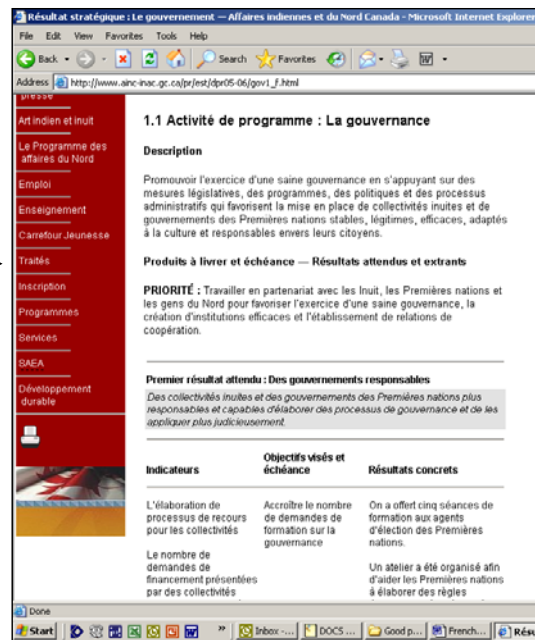 Résultat stratégique : Le gouvernement — Affaires indiennes et du Nord Canada - Microsoft Internet Explorer
File Edit View Favorites Tools Help
Back Search Favorites
Address http://www.ainc-inac.gc.ca/pr/est/dpr05-06/gov1_f.html
presse
Art indien et inuit
Le Programme des
affaires du Nord
Emploi
Enseignement
Carrefour Jeunesse
Traités
Inscription
Programmes
Services
SAEA
Développement
durable
1.1 Activité de programme : La gouvernance
Description
Promouvoir l'exercice d'une saine gouvernance en s'appuyant sur des
mesures législatives, des programmes, des politiques et des processus
administratifs qui favorisent la mise en place de collectivités inuites et de
gouvernements des Premières nations stables, légitimes, efficaces, adaptés
à la culture et responsables envers leurs citoyens.
Produits à livrer et échéance — Résultats attendus et extrants
PRIORITÉ : Travailler en partenariat avec les Inuit, les Premières nations et
les gens du Nord pour favoriser l'exercice d'une saine gouvernance, la
création d'institutions efficaces et l'établissement de relations de
coopération.
Premier résultat attendu : Des gouvernements responsables
Des collectivités inuites et des gouvernements des Premières nations plus
responsables et capables d'élaborer des processus de gouvernance et de les
appliquer plus judicieusement.
Indicateurs
Objectifs visés et
échéance
Résultats concrets
L'élaboration de
processus de recours
pour les collectivités
Le nombre de
demandes de
financement présentées
par des collectivités
Accroître le nombre
de demandes de
formation sur la
gouvernance
On a offert cinq séances de
formation aux agents
d'élection des Premières
nations.
Un atelier a été organisé afin
d'aider les Premières nations
à élaborer des règles
Done
Start » Inbox -... DOCS ... Good p... French... Résu